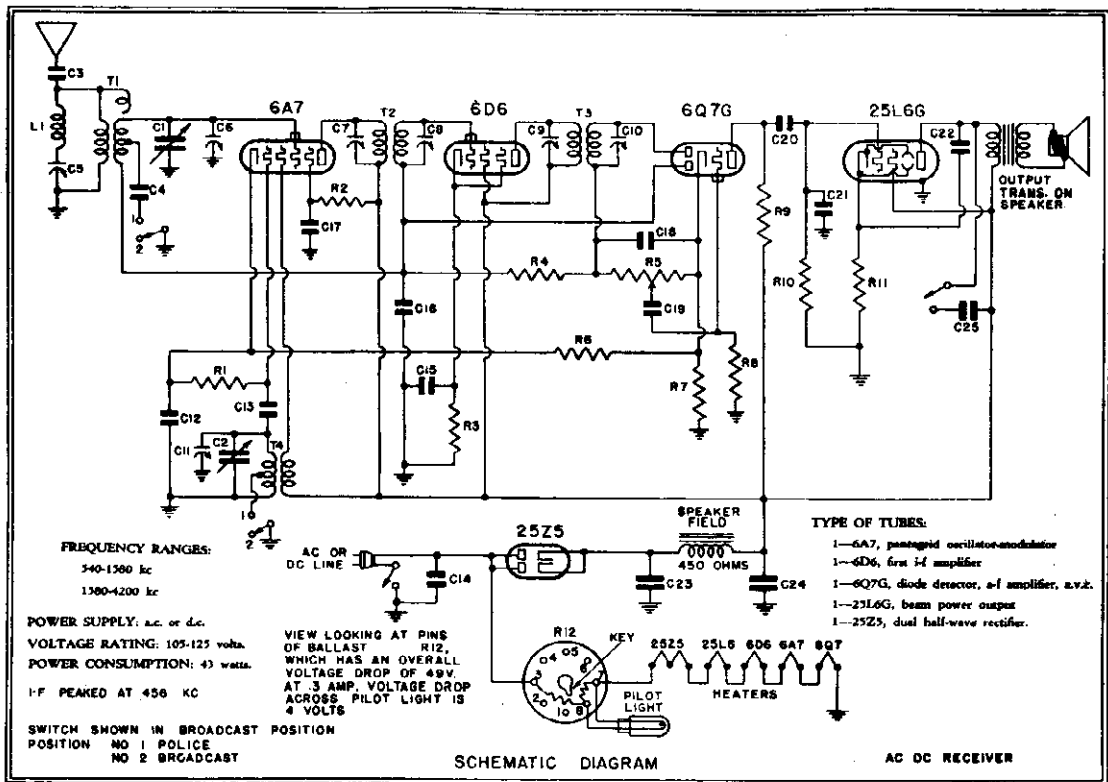 C3
T1
L1
C5
C4
1
2
C1
C6
6A7
C7
T2
C8
6D6
C9
T3
C10
6Q7G
C20
25L6G
C22
OUTPUT
TRANS. ON
SPEAKER
R2
C17
C21
R9
C18
R4
R5
C19
R10
R11
C25
C16
R6
R8
R7
R1
C15
R3
C13
C12
C11
C2
T4
1
2
FREQUENCY RANGES:
540-1580 kc
1580-4200 kc
POWER SUPPLY: a.c. or d.c.
VOLTAGE RATING: 105-125 volts.
POWER CONSUMPTION: 43 watts.
I-F PEAKED AT 456 KC
SWITCH SHOWN IN BROADCAST POSITION
POSITION NO 1 POLICE
NO 2 BROADCAST
AC OR
DC LINE
C14
25Z5
SPEAKER
FIELD
450 OHMS
C23
C24
TYPE OF TUBES:
1—6A7, pentagrid oscillator-modulator
1—6D6, first i-f amplifier
1—6Q7G, diode detector, a-f amplifier, a.v.c.
1—25L6G, beam power output
1—25Z5, dual half-wave rectifier.
VIEW LOOKING AT PINS
OF BALLAST R12,
WHICH HAS AN OVERALL
VOLTAGE DROP OF 49V.
AT .3 AMP, VOLTAGE DROP
ACROSS PILOT LIGHT IS
4 VOLTS
R12
KEY
4
5
3
6
7
2
1
8
PILOT
LIGHT
25Z5 25L6 6D6 6A7 6Q7
HEATERS
SCHEMATIC DIAGRAM
AC DC RECEIVER